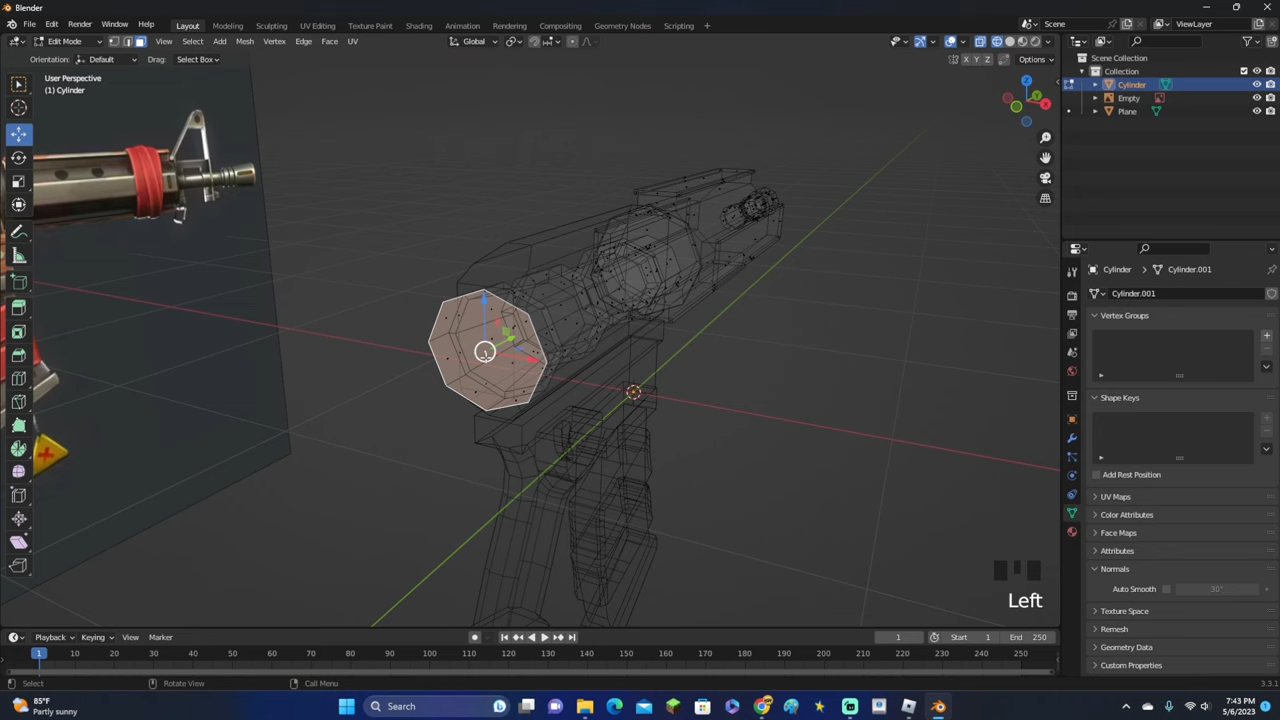 Blender
File Edit Render Window Help Layout Modeling Sculpting UV Editing Texture Paint Shading Animation Rendering Compositing Geometry Nodes Scripting + Scene ViewLayer
Edit Mode View Select Add Mesh Vertex Edge Face UV Global
Orientation: Default Drag: Select Box X Y Z Options
User Perspective
(1) Cylinder
Scene Collection
Collection
Cylinder
Empty
Plane
Z
Y
X
Cylinder > Cylinder.001
Cylinder.001
Vertex Groups
Shape Keys
Add Rest Position
UV Maps
Color Attributes
Face Maps
Attributes
Normals
Auto Smooth 30°
Texture Space
Remesh
Geometry Data
Custom Properties
Left
Playback Keying View Marker 1 Start 1 End 250
1 10 20 30 40 50 60 70 80 90 100 110 120 130 140 150 160 170 180 190 200 210 220 230 240 250
Select Rotate View Call Menu 3.3.1
85°F
Partly sunny
Search
7:43 PM
5/6/2023